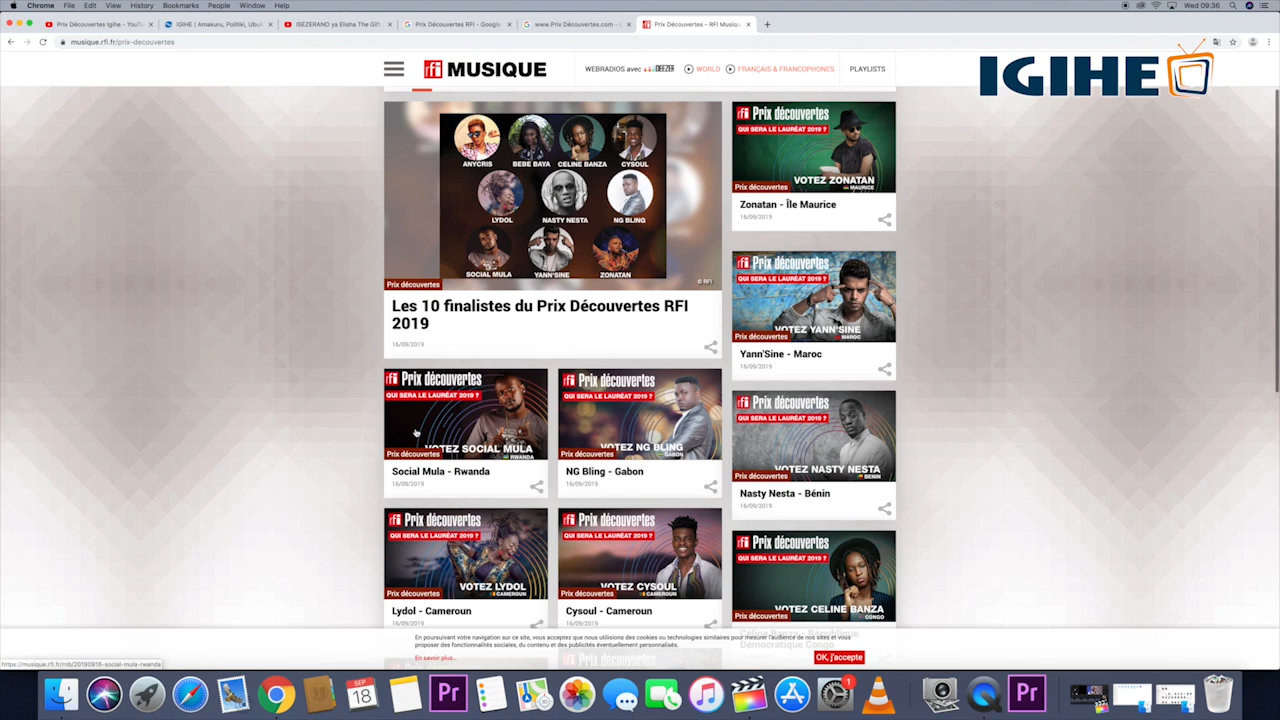 Chrome File Edit View History Bookmarks People Window Help
Wed 09:36
Prix Découvertes Igihe - YouT
IGIHE | Amakuru, Politiki, Ubuk
ISEZERANO ya Elisha The Gift
Prix Découvertes RFI - Google
www.Prix Découvertes.com -
Prix Découvertes – RFI Musiqu
musique.rfi.fr/prix-decouvertes
rfi MUSIQUE
WEBRADIOS avec DEEZER
WORLD
FRANÇAIS & FRANCOPHONES
PLAYLISTS
IGIHE
ANYCRIS
BEBE BAYA
CELINE BANZA
CYSOUL
LYDOL
NASTY NESTA
NG BLING
SOCIAL MULA
YANN'SINE
ZONATAN
Prix découvertes
© RFI
Les 10 finalistes du Prix Découvertes RFI
2019
16/09/2019
rfi Prix découvertes
QUI SERA LE LAURÉAT 2019 ?
VOTEZ ZONATAN
MAURICE
Prix découvertes
Zonatan - Île Maurice
16/09/2019
rfi Prix découvertes
QUI SERA LE LAURÉAT 2019 ?
VOTEZ YANN'SINE
MAROC
Prix découvertes
Yann'Sine - Maroc
16/09/2019
rfi Prix découvertes
QUI SERA LE LAURÉAT 2019 ?
VOTEZ SOCIAL MULA
RWANDA
Prix découvertes
Social Mula - Rwanda
16/09/2019
rfi Prix découvertes
QUI SERA LE LAURÉAT 2019 ?
VOTEZ NG BLING
GABON
Prix découvertes
NG Bling - Gabon
16/09/2019
rfi Prix découvertes
QUI SERA LE LAURÉAT 2019 ?
VOTEZ NASTY NESTA
BÉNIN
Prix découvertes
Nasty Nesta - Bénin
16/09/2019
rfi Prix découvertes
QUI SERA LE LAURÉAT 2019 ?
VOTEZ LYDOL
CAMEROUN
Prix découvertes
Lydol - Cameroun
16/09/2019
rfi Prix découvertes
QUI SERA LE LAURÉAT 2019 ?
VOTEZ CYSOUL
CAMEROUN
Prix découvertes
Cysoul - Cameroun
16/09/2019
rfi Prix découvertes
QUI SERA LE LAURÉAT 2019 ?
VOTEZ CELINE BANZA
CONGO
Prix découvertes
Céline Banza - République
Démocratique Congo
En poursuivant votre navigation sur ce site, vous acceptez que nous utilisions des cookies ou technologies similaires pour mesurer l'audience de nos sites et vous
proposer des fonctionnalités sociales, du contenu et des publicités éventuellement personnalisés.
En savoir plus...
OK, j'accepte
https://musique.rfi.fr/rnb/20190916-social-mula-rwanda
SEP
18
Pr
30
1
Pr